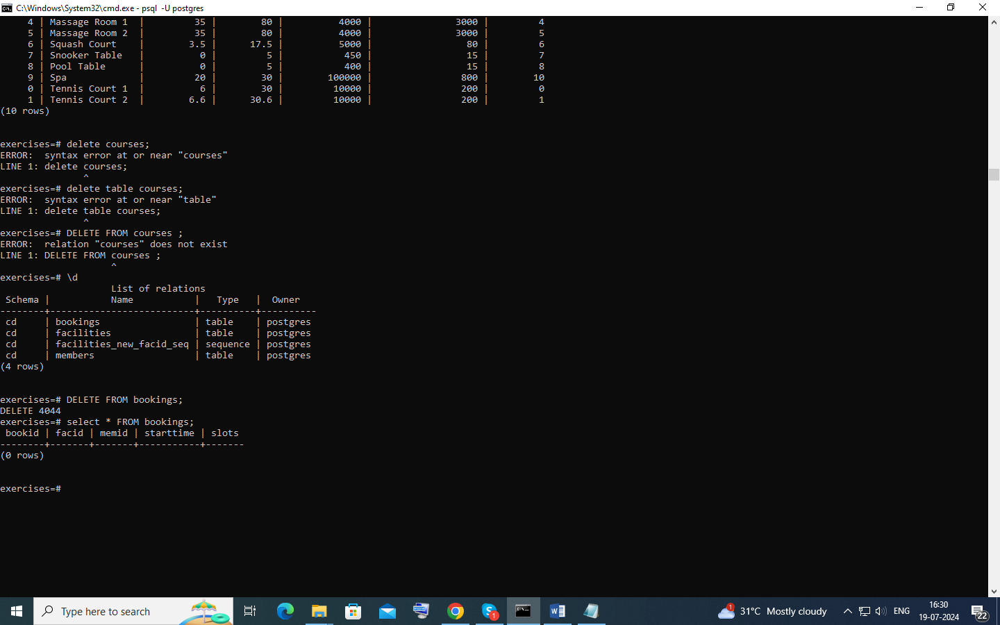 C:\Windows\System32\cmd.exe - psql  -U postgres
     4 | Massage Room 1  |         35 |      80 |          4000 |               3000 |         4
     5 | Massage Room 2  |         35 |      80 |          4000 |               3000 |         5
     6 | Squash Court    |        3.5 |    17.5 |          5000 |                 80 |         6
     7 | Snooker Table   |          0 |       5 |           450 |                 15 |         7
     8 | Pool Table      |          0 |       5 |           400 |                 15 |         8
     9 | Spa             |         20 |      30 |        100000 |                800 |        10
     0 | Tennis Court 1  |          6 |      30 |         10000 |                200 |         0
     1 | Tennis Court 2  |        6.6 |    30.6 |         10000 |                200 |         1
(10 rows)
exercises=# delete courses;
ERROR:  syntax error at or near "courses"
LINE 1: delete courses;
               ^
exercises=# delete table courses;
ERROR:  syntax error at or near "table"
LINE 1: delete table courses;
               ^
exercises=# DELETE FROM courses ;
ERROR:  relation "courses" does not exist
LINE 1: DELETE FROM courses ;
                    ^
exercises=# \d
                    List of relations
 Schema |           Name           |   Type   |  Owner
--------+--------------------------+----------+----------
 cd     | bookings                 | table    | postgres
 cd     | facilities               | table    | postgres
 cd     | facilities_new_facid_seq | sequence | postgres
 cd     | members                  | table    | postgres
(4 rows)
exercises=# DELETE FROM bookings;
DELETE 4044
exercises=# select * FROM bookings;
 bookid | facid | memid | starttime | slots
--------+-------+-------+-----------+-------
(0 rows)
exercises=#
Type here to search
1
W
1
31°C Mostly cloudy
ENG
16:30
19-07-2024
22